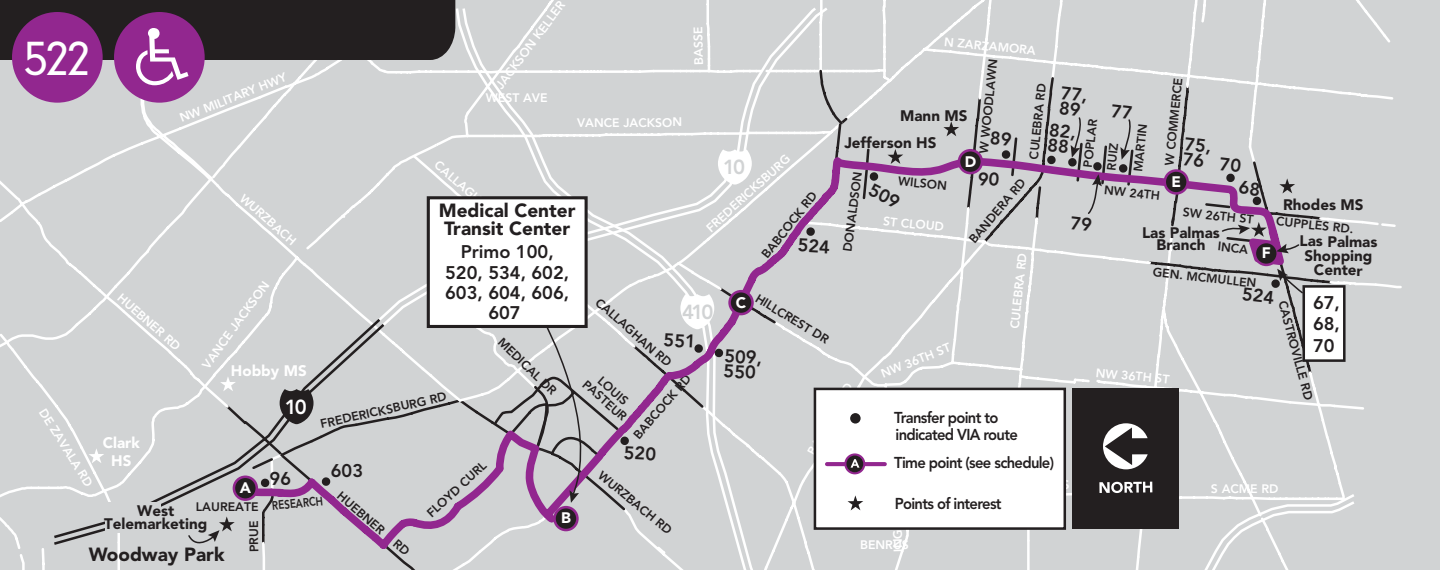 522
JACKSON KELLER
BASSE
N ZARZAMORA
NW MILITARY HWY
WEST AVE
VANCE JACKSON
10
FREDERICKSBURG
Mann MS
Jefferson HS
W WOODLAWN
89
CULEBRA RD
77,
89,
82,
88,
POPLAR
77
RUIZ
MARTIN
W COMMERCE
75,
76
70
68
Rhodes MS
D
90
E
509
WILSON
DONALDSON
NW 24TH
79
BANDERA RD
ST CLOUD
SW 26TH ST
CUPPLES RD.
Las Palmas
Branch
INCA
F
Las Palmas
Shopping
Center
GEN. MCMULLEN
524
67,
68,
70
CASTROVILLE RD
CULEBRA RD
BABCOCK RD
524
WURZBACH
Medical Center
Transit Center
Primo 100,
520, 534, 602,
603, 604, 606,
607
C
HILLCREST DR
410
CALLAGHAN RD
551
509,
550
NW 36TH ST
NW 36TH ST
HUEBNER RD
VANCE JACKSON
Hobby MS
10
FREDERICKSBURG RD
MEDICAL DR
LOUIS
PASTEUR
BABCOCK RD
520
DE ZAVALA RD
Clark
HS
A
96
603
LAUREATE
RESEARCH
PRUE
HUEBNER
RD
FLOYD CURL
B
WURZBACH RD
West
Telemarketing
Woodway Park
Transfer point to
indicated VIA route
A
Time point (see schedule)
Points of interest
NORTH
S ACME RD